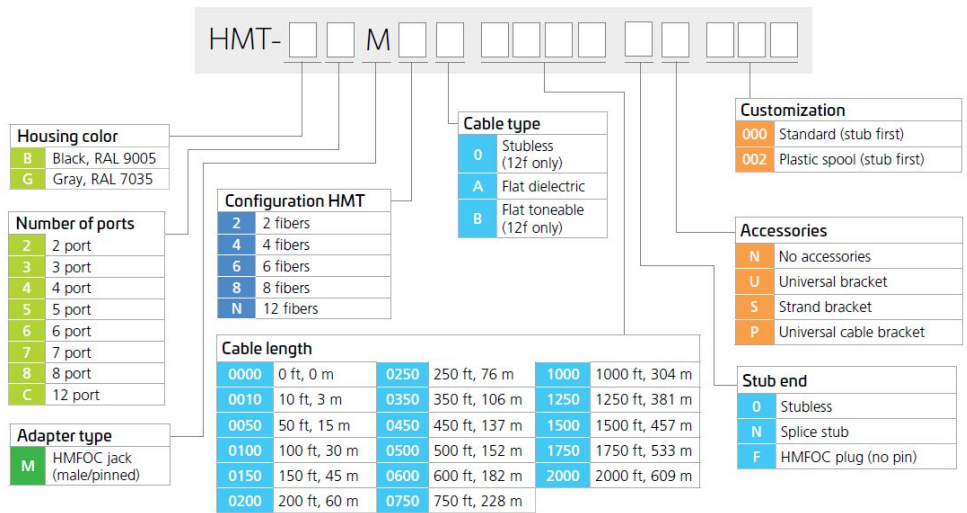 HMT- M
Housing color
B Black, RAL 9005
G Gray, RAL 7035
Number of ports
2 2 port
3 3 port
4 4 port
5 5 port
6 6 port
7 7 port
8 8 port
C 12 port
Adapter type
M HMFOC jack
(male/pinned)
Configuration HMT
2 2 fibers
4 4 fibers
6 6 fibers
8 8 fibers
N 12 fibers
Cable type
0 Stubless
(12f only)
A Flat dielectric
B Flat toneable
(12f only)
Cable length
0000 0 ft, 0 m 0250 250 ft, 76 m 1000 1000 ft, 304 m
0010 10 ft, 3 m 0350 350 ft, 106 m 1250 1250 ft, 381 m
0050 50 ft, 15 m 0450 450 ft, 137 m 1500 1500 ft, 457 m
0100 100 ft, 30 m 0500 500 ft, 152 m 1750 1750 ft, 533 m
0150 150 ft, 45 m 0600 600 ft, 182 m 2000 2000 ft, 609 m
0200 200 ft, 60 m 0750 750 ft, 228 m
Customization
000 Standard (stub first)
002 Plastic spool (stub first)
Accessories
N No accessories
U Universal bracket
S Strand bracket
P Universal cable bracket
Stub end
0 Stubless
N Splice stub
F HMFOC plug (no pin)